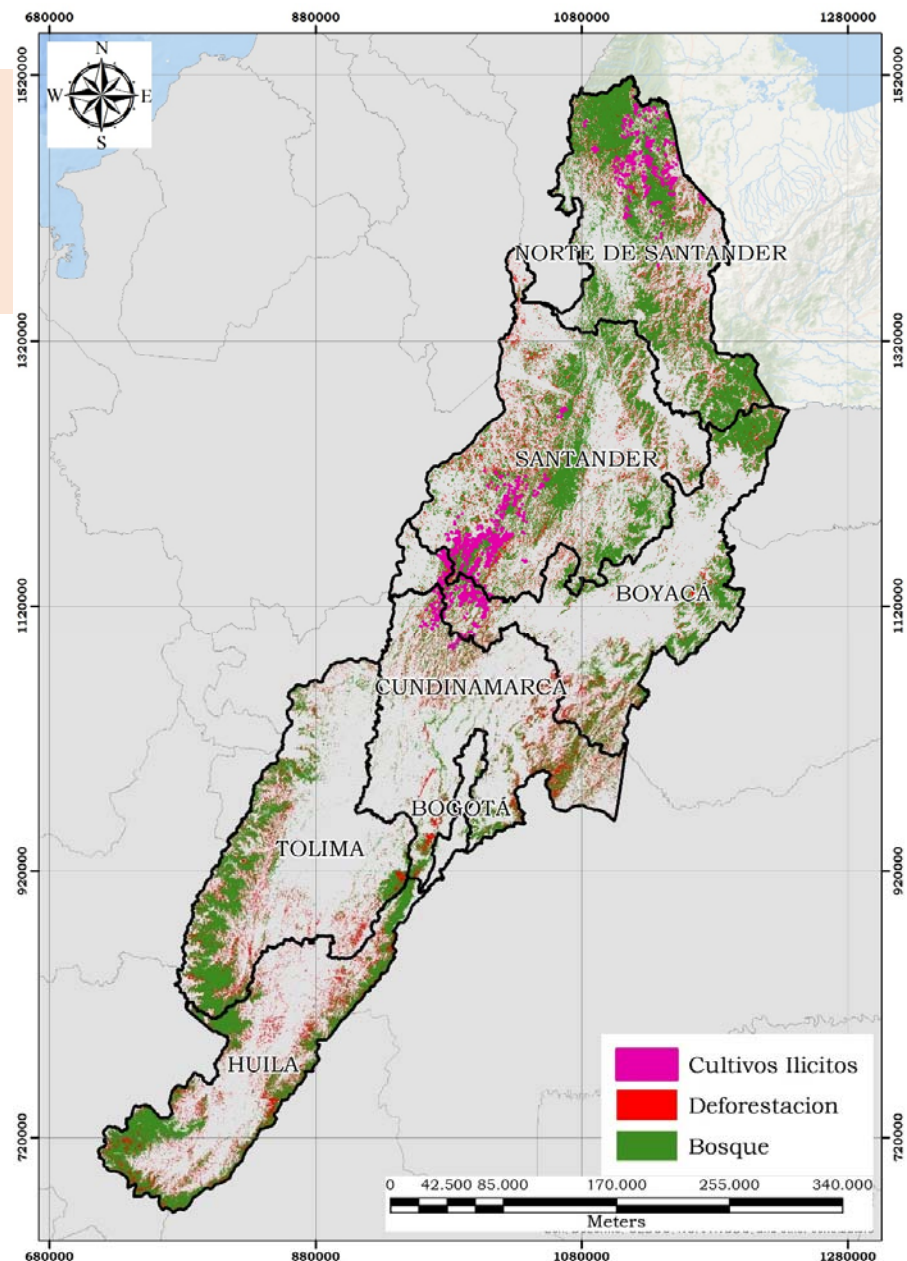 680000 880000 1080000 1280000
1520000
1520000
N
W E
S
NORTE DE SANTANDER
1320000
1320000
SANTANDER
1120000
1120000
BOYACÁ
CUNDINAMARCA
BOGOTÁ
TOLIMA
920000
920000
HUILA
Cultivos Ilicitos
Deforestacion
Bosque
720000
720000
0 42.500 85.000 170.000 255.000 340.000
Meters
680000 880000 1080000 1280000